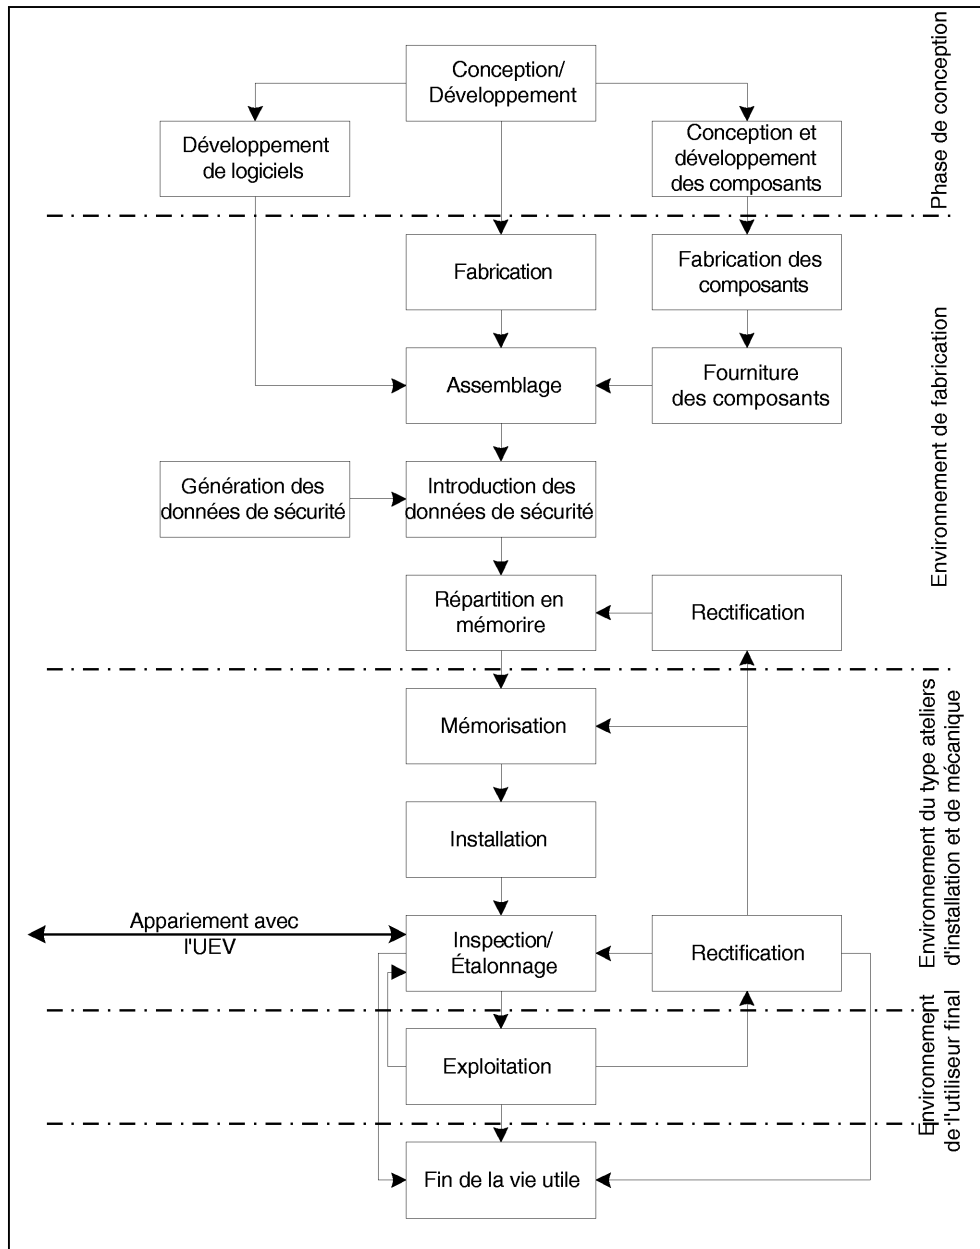 Conception/
Développement
Développement
de logiciels
Conception et
développement
des composants
Phase de conception
Fabrication
Fabrication des
composants
Assemblage
Fourniture
des composants
Génération des
données de sécurité
Introduction des
données de sécurité
Répartition en
mémorire
Rectification
Environnement de fabrication
Mémorisation
Installation
Appariement avec
l'UEV
Inspection/
Étalonnage
Rectification
Environnement du type ateliers
d'installation et de mécanique
Exploitation
Environnement
de l'utiliseur final
Fin de la vie utile